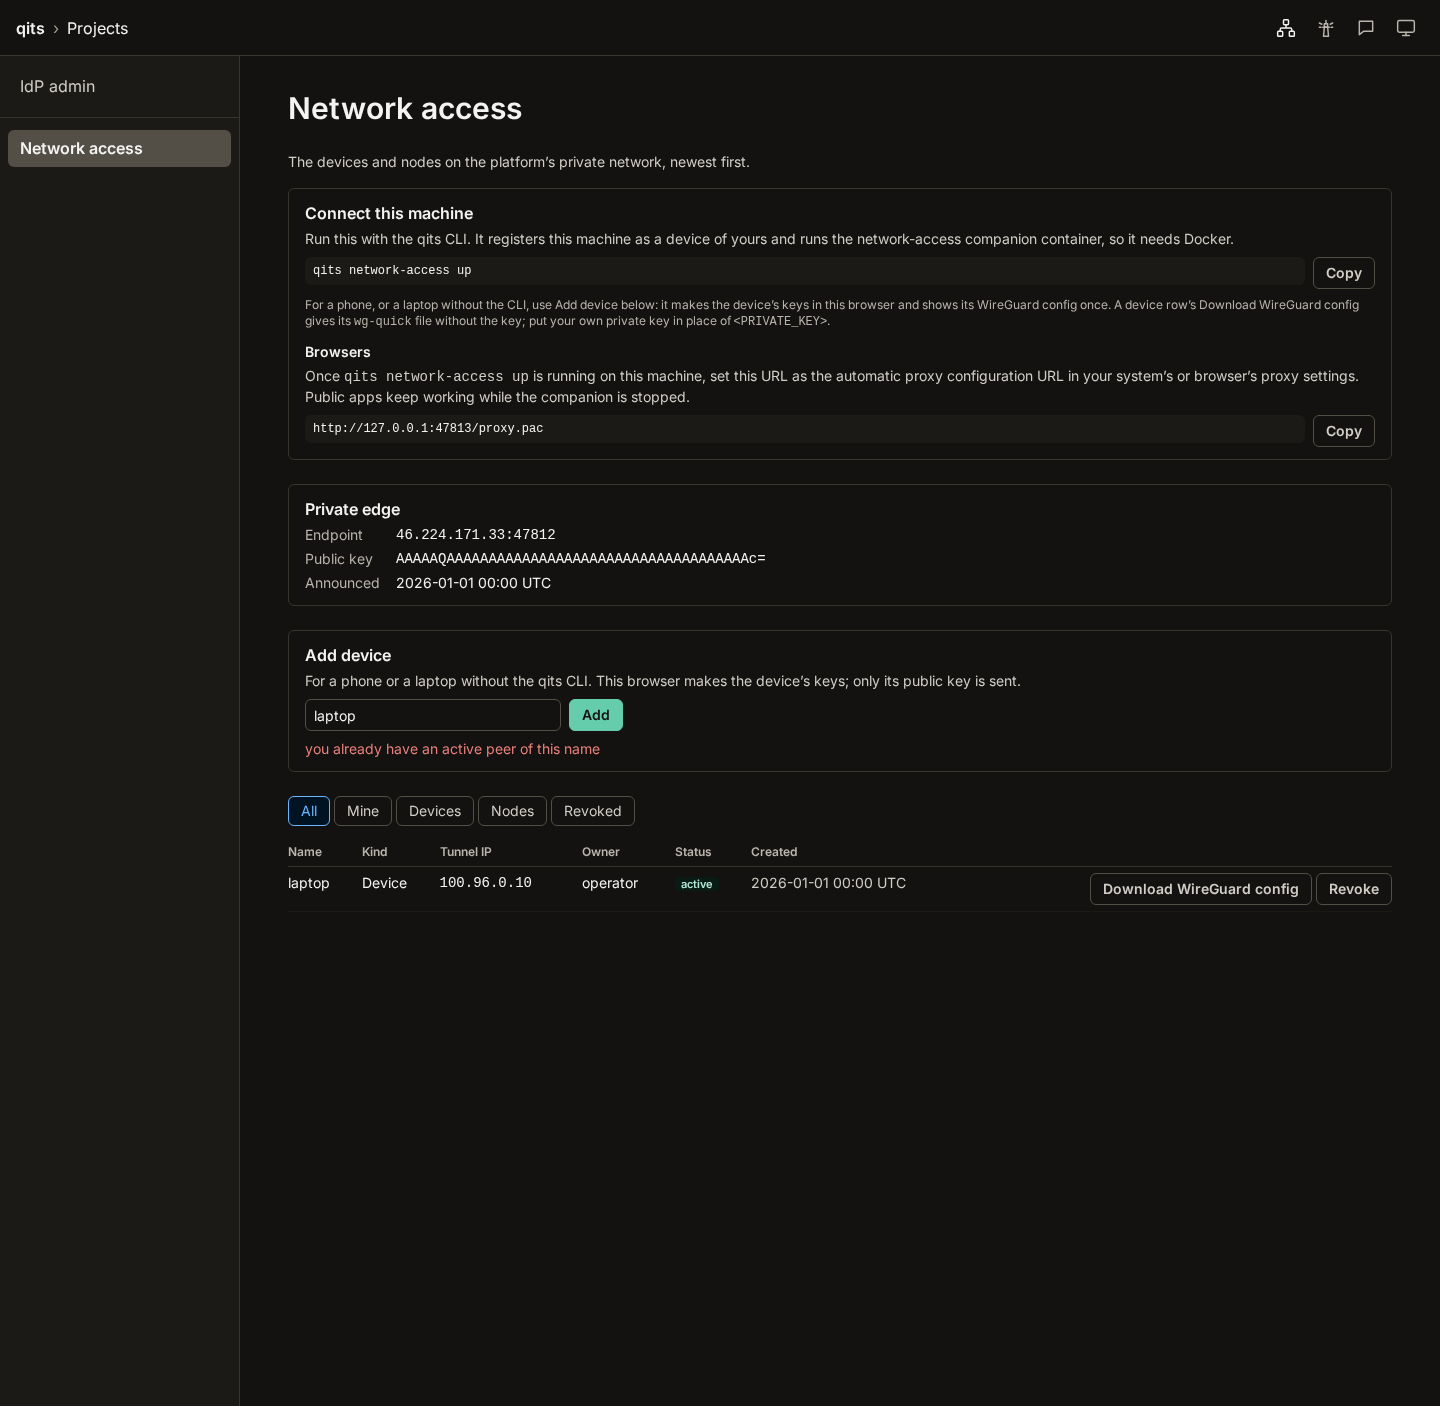 qits › Projects
IdP admin
Network access
Network access
The devices and nodes on the platform’s private network, newest first.
Connect this machine
Run this with the qits CLI. It registers this machine as a device of yours and runs the network-access companion container, so it needs Docker.
qits network-access up
Copy
For a phone, or a laptop without the CLI, use Add device below: it makes the device’s keys in this browser and shows its WireGuard config once. A device row’s Download WireGuard config
gives its wg-quick file without the key; put your own private key in place of <PRIVATE_KEY>.
Browsers
Once qits network-access up is running on this machine, set this URL as the automatic proxy configuration URL in your system’s or browser’s proxy settings.
Public apps keep working while the companion is stopped.
http://127.0.0.1:47813/proxy.pac
Copy
Private edge
Endpoint 46.224.171.33:47812
Public key AAAAAQAAAAAAAAAAAAAAAAAAAAAAAAAAAAAAAAAAAAc=
Announced 2026-01-01 00:00 UTC
Add device
For a phone or a laptop without the qits CLI. This browser makes the device’s keys; only its public key is sent.
laptop
Add
you already have an active peer of this name
All Mine Devices Nodes Revoked
Name Kind Tunnel IP Owner Status Created
laptop Device 100.96.0.10 operator active 2026-01-01 00:00 UTC Download WireGuard config Revoke